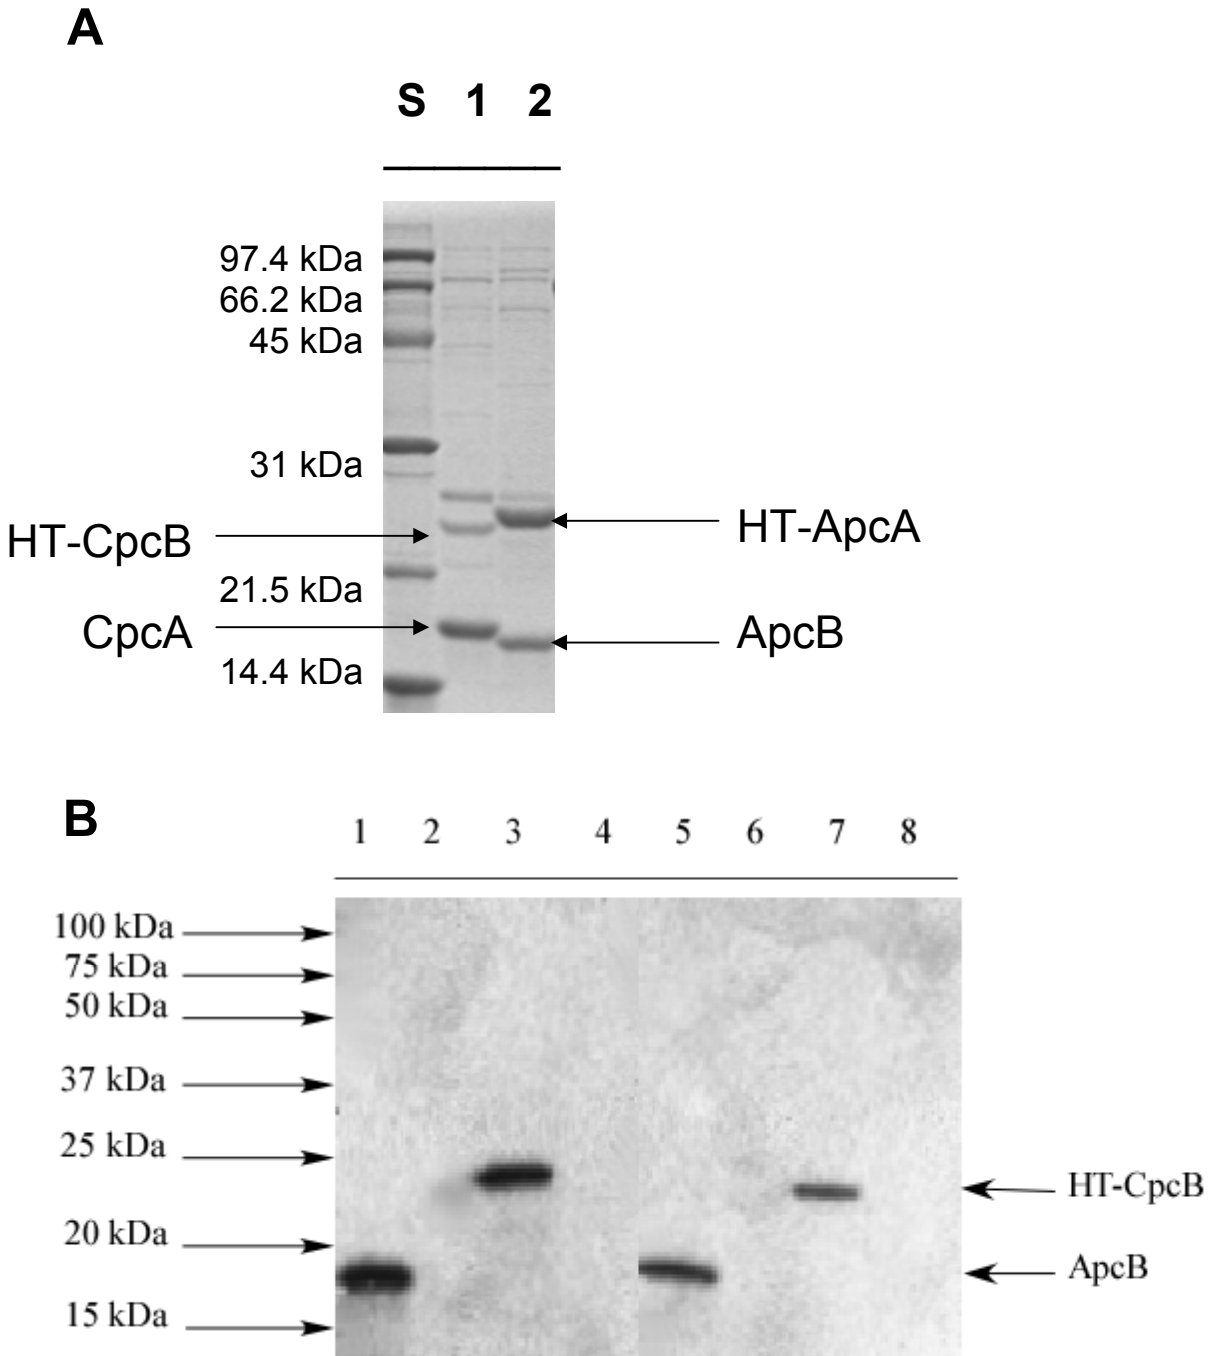 A
S 1 2
97.4 kDa
66.2 kDa
45 kDa
31 kDa
HT-CpcB
HT-ApcA
21.5 kDa
CpcA
ApcB
14.4 kDa
B
1 2 3 4 5 6 7 8
100 kDa
75 kDa
50 kDa
37 kDa
25 kDa
HT-CpcB
20 kDa
ApcB
15 kDa